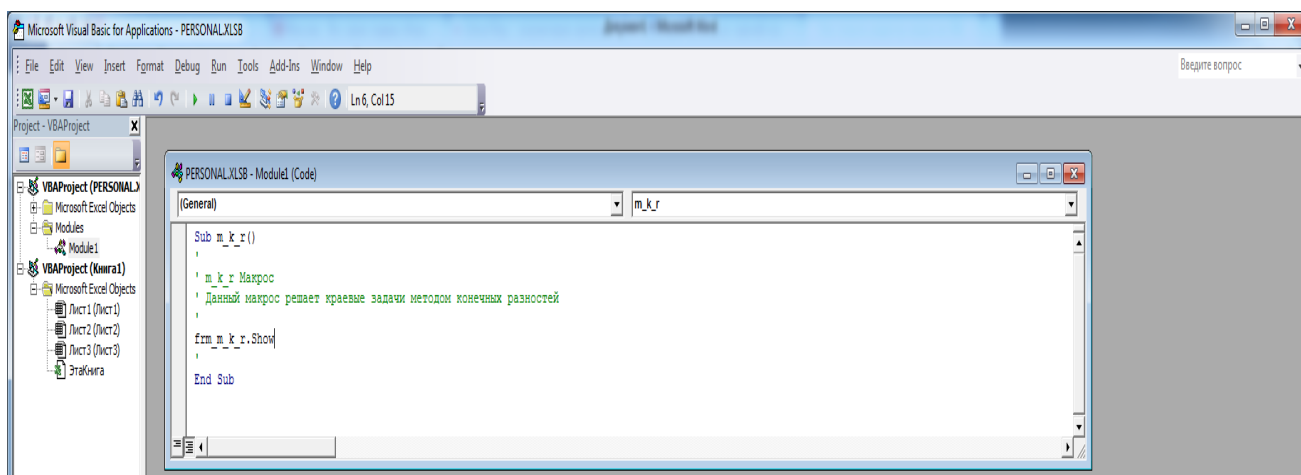 Microsoft Visual Basic for Applications - PERSONAL.XLSB
File Edit View Insert Format Debug Run Tools Add-Ins Window Help
Введите вопрос
Ln 6, Col 15
Project - VBAProject
VBAProject (PERSONAL.X
Microsoft Excel Objects
Modules
Module1
VBAProject (Книга1)
Microsoft Excel Objects
Лист1 (Лист1)
Лист2 (Лист2)
Лист3 (Лист3)
ЭтаКнига
PERSONAL.XLSB - Module1 (Code)
(General)
m_k_r
Sub m_k_r()
'
' m_k_r Макрос
' Данный макрос решает краевые задачи методом конечных разностей
'
frm_m_k_r.Show
'
End Sub